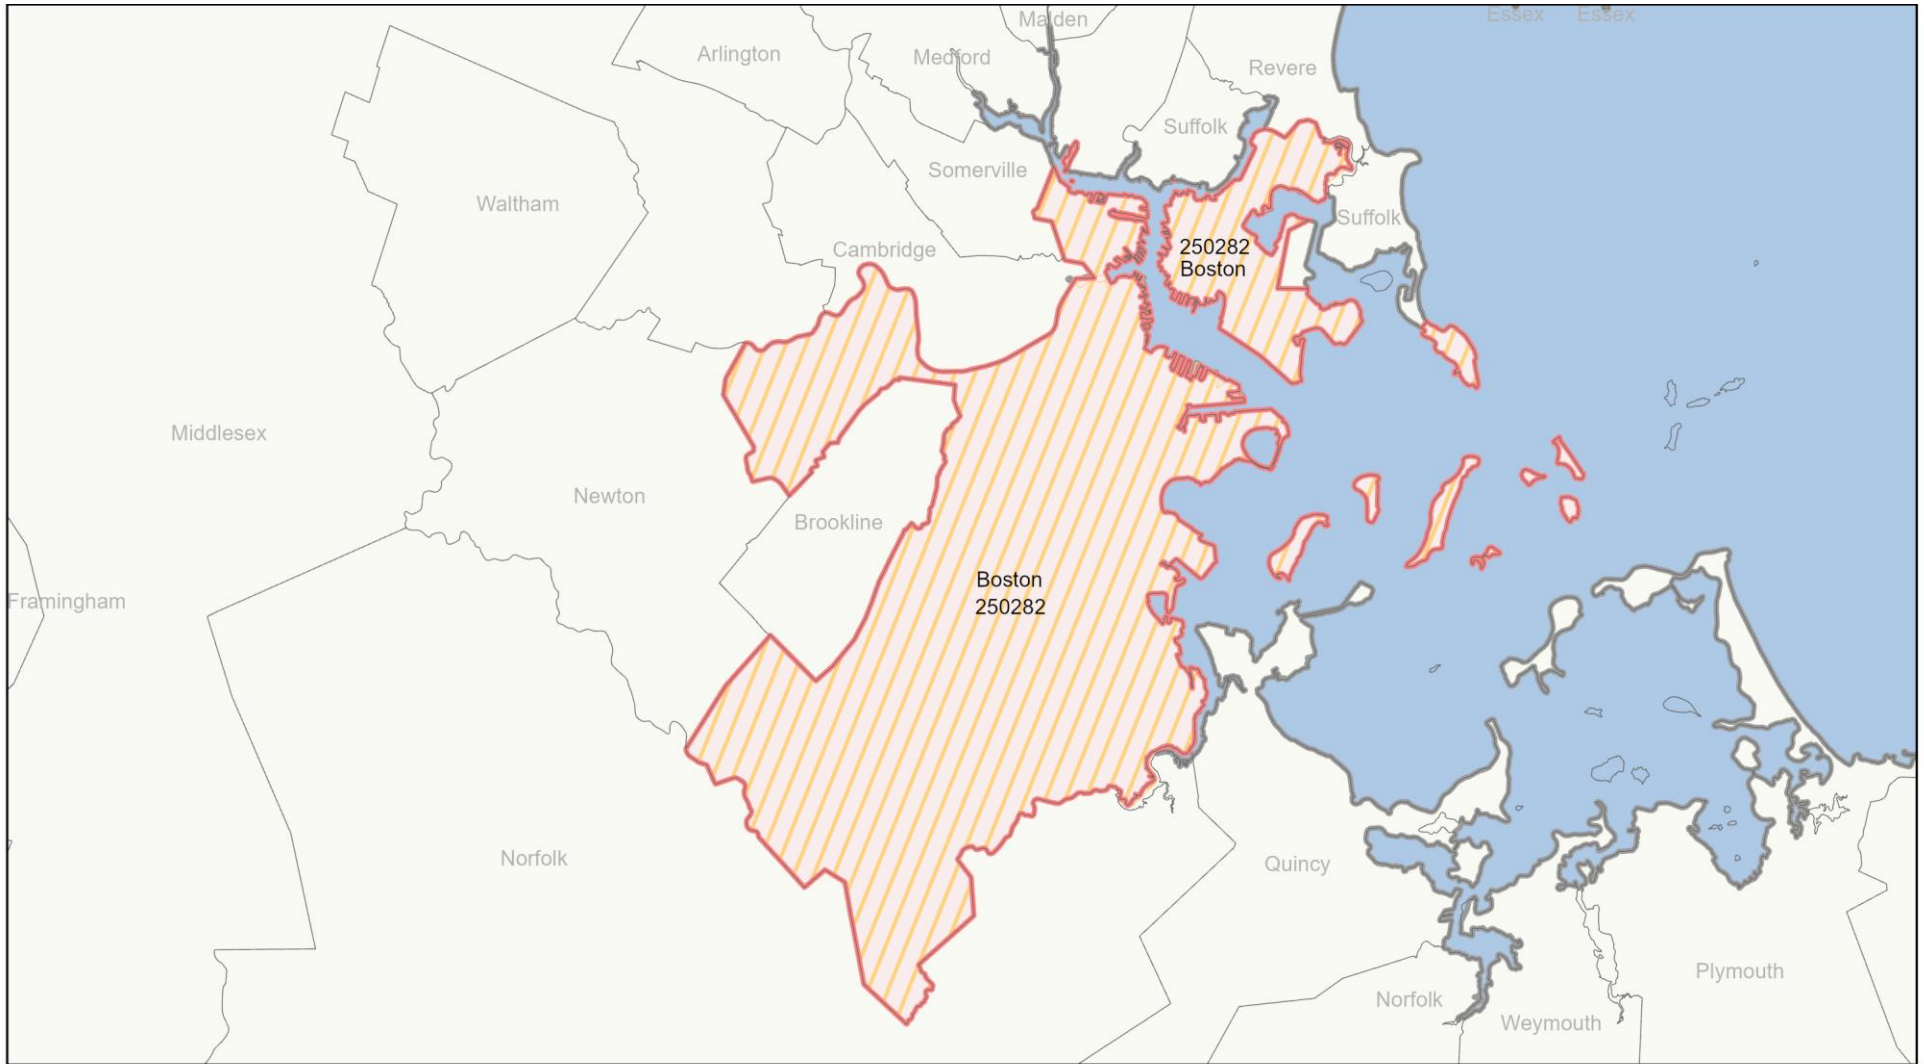 Essex
Essex
Malden
Arlington
Medford
Revere
Suffolk
Somerville
Waltham
Suffolk
Cambridge
250282
Boston
Middlesex
Newton
Brookline
Boston
250282
Framingham
Norfolk
Quincy
Plymouth
Norfolk
Weymouth